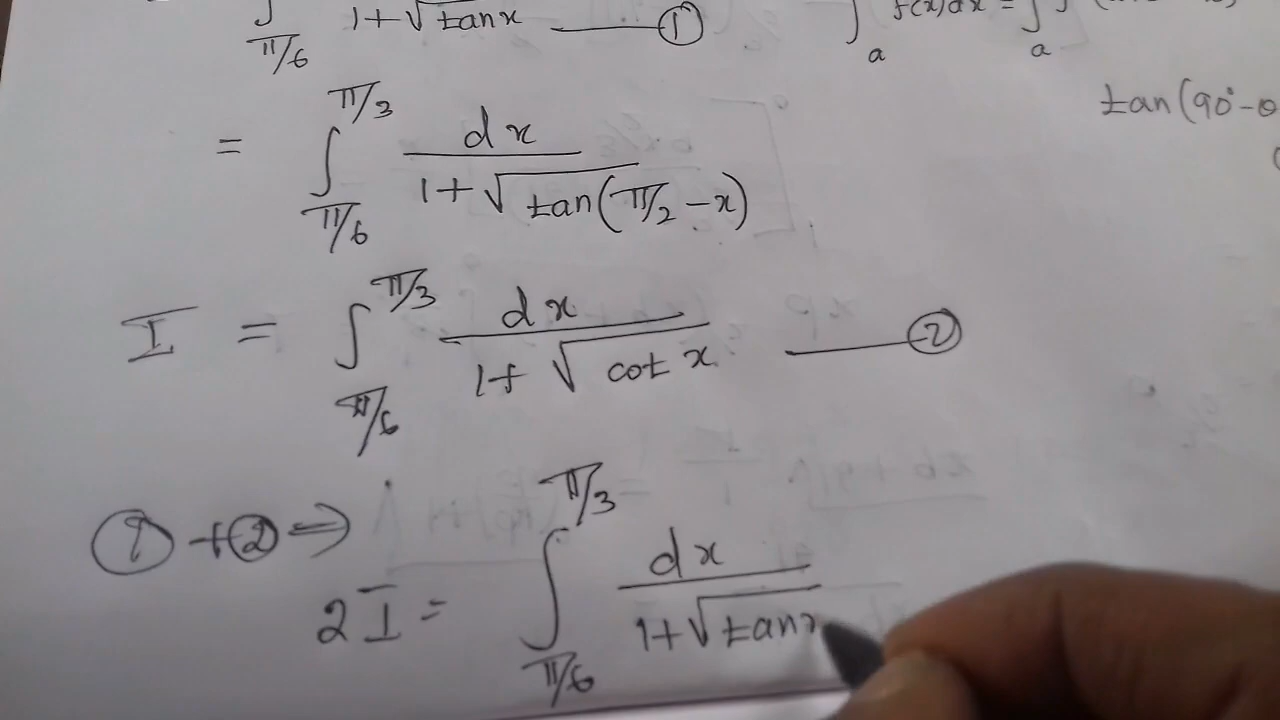 ∫ π/6 1+√tan x ——— ①
∫ a f(x)dx = ∫ a
tan(90°-θ
= ∫ π/6 π/3 dx / 1+√tan(π/2 -x)
I = ∫ π/6 π/3 dx / 1+√cot x ——— ②
①+②⇒
2I = ∫ π/6 π/3 dx / 1+√tanx